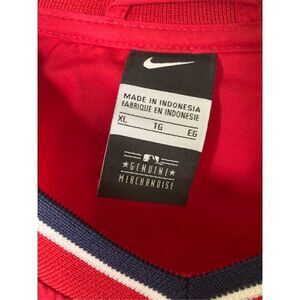 MADE IN INDONESIA
FABRIQUE EN INDONESIE
XL TG EG
GENUINE
MERCHANDISE